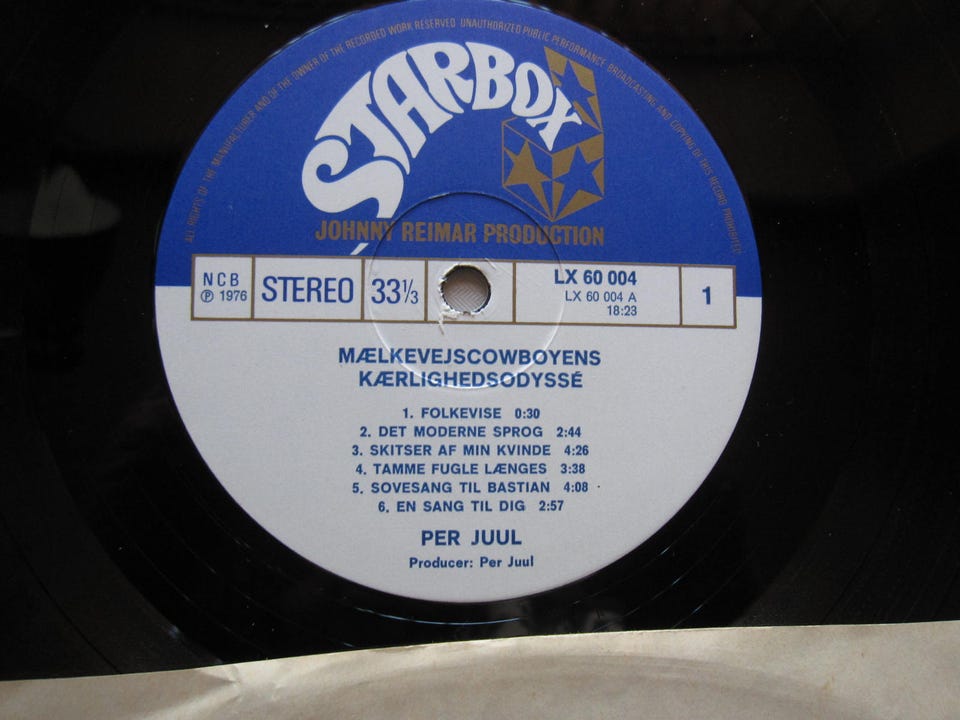 ALL RIGHTS OF THE MANUFACTURER AND OF THE OWNER OF THE RECORDED WORK RESERVED UNAUTHORIZED PUBLIC PERFORMANCE BROADCASTING AND COPYING OF THIS RECORD PROHIBITED
STARBOX
JOHNNY REIMAR PRODUCTION
NCB
℗ 1976
STEREO
33⅓
LX 60 004
LX 60 004 A
18:23
1
MÆLKEVEJSCOWBOYENS
KÆRLIGHEDSODYSSÉ
1. FOLKEVISE 0:30
2. DET MODERNE SPROG 2:44
3. SKITSER AF MIN KVINDE 4:26
4. TAMME FUGLE LÆNGES 3:38
5. SOVESANG TIL BASTIAN 4:08
6. EN SANG TIL DIG 2:57
PER JUUL
Producer: Per Juul